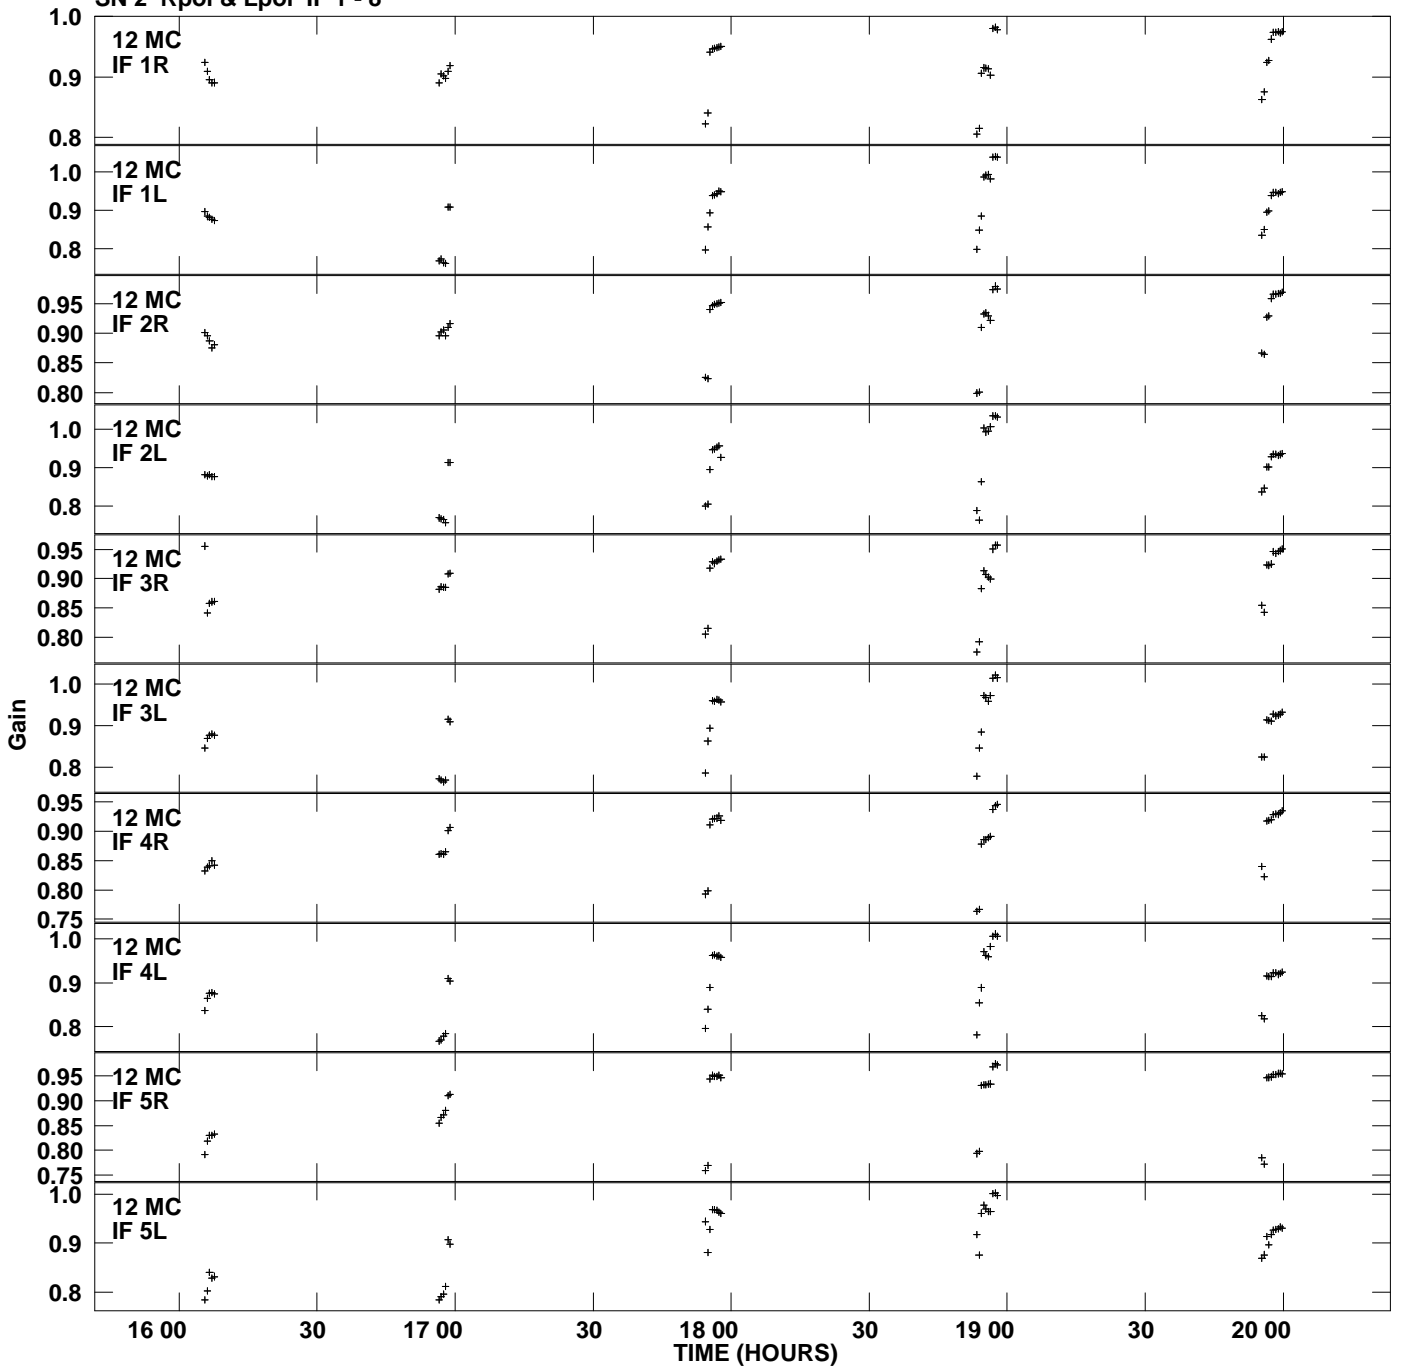 SN 2 Rpol & Lpol IF 1 - 8
1.0
12 MC
IF 1R
0.9
0.8
12 MC
1.0
IF 1L
0.9
0.8
12 MC
0.95
IF 2R
0.90
0.85
0.80
12 MC
1.0
IF 2L
0.9
0.8
0.95
12 MC
IF 3R
0.90
0.85
0.80
1.0
12 MC
IF 3L
0.9
0.8
0.95
12 MC
IF 4R
0.90
0.85
0.80
0.75
1.0
12 MC
IF 4L
0.9
0.8
0.95
12 MC
IF 5R
0.90
0.85
0.80
0.75
1.0
12 MC
IF 5L
0.9
0.8
Gain
16 00 30 17 00 30 18 00 30 19 00 30 20 00
TIME (HOURS)